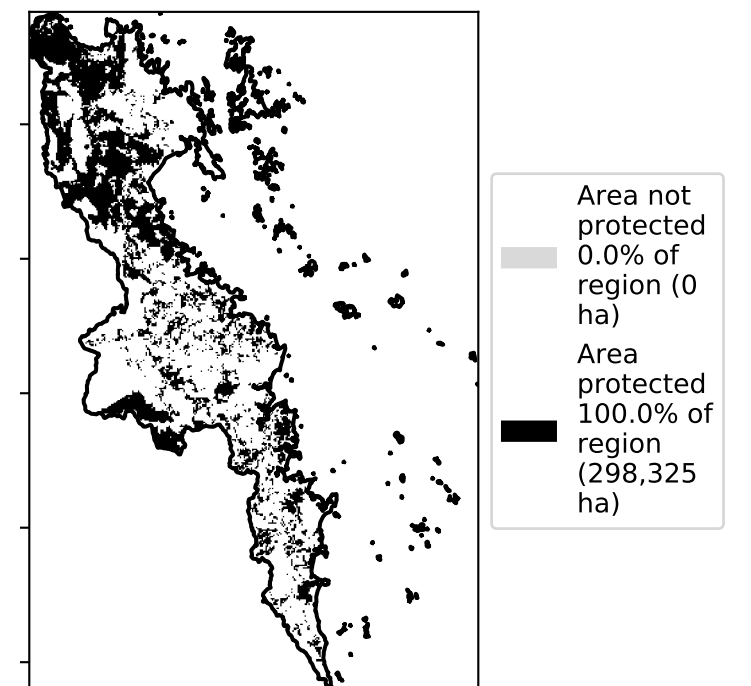 Area not
protected
0.0% of
region (0
ha)
Area
protected
100.0% of
region
(298,325
ha)